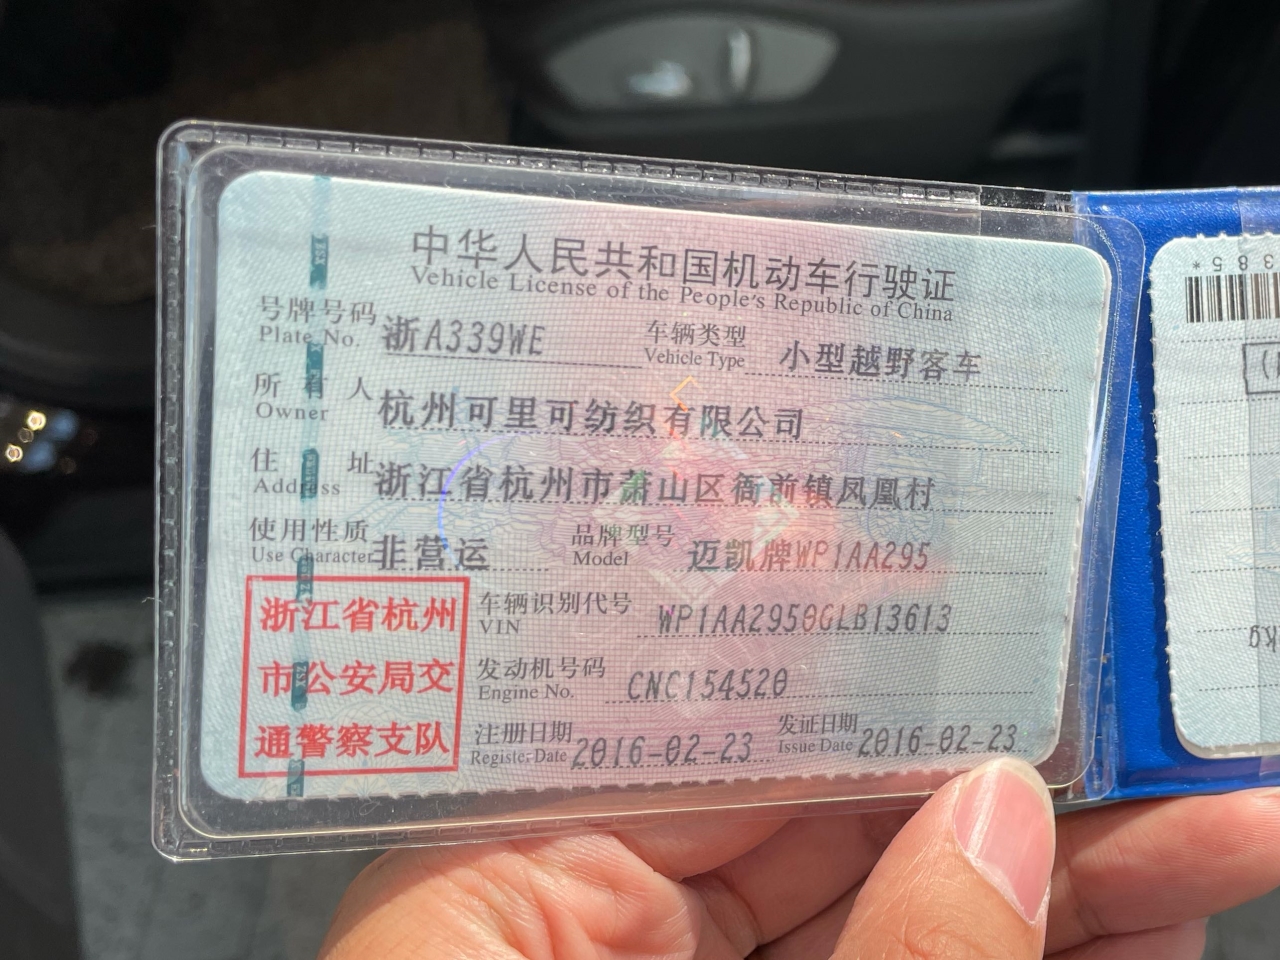 中华人民共和国机动车行驶证
Vehicle License of the People's Republic of China
号牌号码 浙A339WE 车辆类型 小型越野客车
Plate No. Vehicle Type
所有人 杭州可里可纺织有限公司
Owner
住址 浙江省杭州市萧山区衙前镇凤凰村
Address
使用性质 非营运 品牌型号 迈凯牌WP1AA295
Use Character Model
浙江省杭州
市公安局交
通警察支队
车辆识别代号 WP1AA2950GLB13613
VIN
发动机号码 CNC154520
Engine No.
注册日期 2016-02-23 发证日期 2016-02-23
Register Date Issue Date
385*
kg